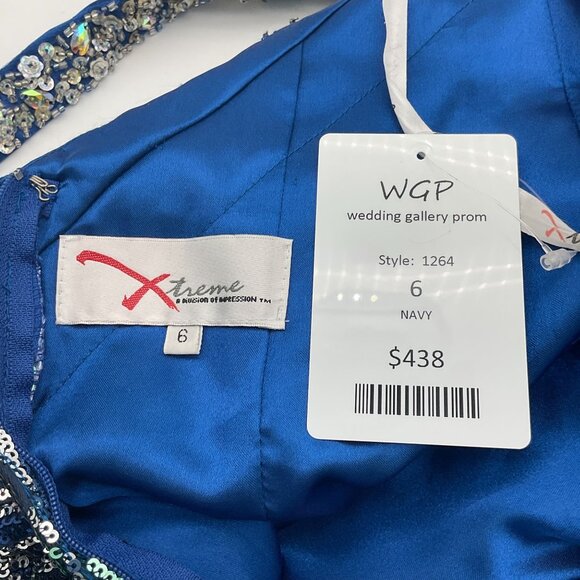 Xtreme
A DIVISION OF IMPRESSION ™
6
WGP
wedding gallery prom
Style: 1264
6
NAVY
$438